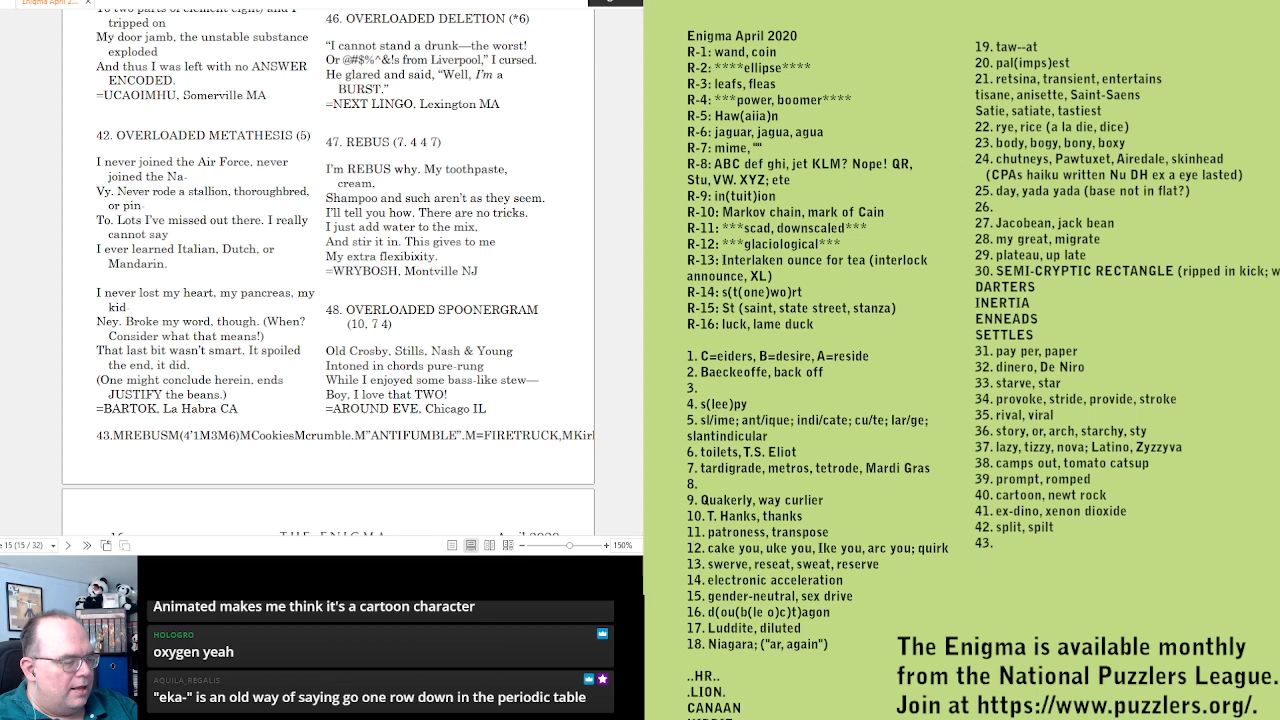 Enigma April 2...
To two parts of element eight) and I
tripped on
My door jamb, the unstable substance
exploded
And thus I was left with no ANSWER
ENCODED.
=UCAOIMHU, Somerville MA
42. OVERLOADED METATHESIS (5)
I never joined the Air Force, never
joined the Na-
Vy. Never rode a stallion, thoroughbred,
or pin-
To. Lots I've missed out there. I really
cannot say
I ever learned Italian, Dutch, or
Mandarin.
I never lost my heart, my pancreas, my
kid-
Ney. Broke my word, though. (When?
Consider what that means!)
That last bit wasn't smart. It spoiled
the end, it did.
(One might conclude herein, ends
JUSTIFY the beans.)
=BARTOK, La Habra CA
43.MREBUSM(4'1M3M6)MCookiesMcrumble.M"ANTIFUMBLE".M=FIRETRUCK,MKirl
46. OVERLOADED DELETION (*6)
"I cannot stand a drunk—the worst!
Or @#$%^&!s from Liverpool," I cursed.
He glared and said, "Well, I'm a
BURST."
=NEXT LINGO, Lexington MA
47. REBUS (7, 4 4 7)
I'm REBUS why. My toothpaste,
cream,
Shampoo and such aren't as they seem.
I'll tell you how. There are no tricks.
I just add water to the mix,
And stir it in. This gives to me
My extra flexibixity.
=WRYBOSH, Montville NJ
48. OVERLOADED SPOONERGRAM
(10, 7 4)
Old Crosby, Stills, Nash & Young
Intoned in chords pure-rung
While I enjoyed some bass-like stew—
Boy, I love that TWO!
=AROUND EVE, Chicago IL
16 THE ENIGMA April 2020
15 (15 / 32)
150%
Animated makes me think it's a cartoon character
HOLOGRO
oxygen yeah
AQUILA_REGALIS
"eka-" is an old way of saying go one row down in the periodic table
Enigma April 2020
R-1: wand, coin
R-2: ****ellipse****
R-3: leafs, fleas
R-4: ***power, boomer****
R-5: Haw(aiia)n
R-6: jaguar, jagua, agua
R-7: mime, ""
R-8: ABC def ghi, jet KLM? Nope! QR,
Stu, VW. XYZ; ete
R-9: in(tuit)ion
R-10: Markov chain, mark of Cain
R-11: ***scad, downscaled***
R-12: ***glaciological***
R-13: Interlaken ounce for tea (interlock
announce, XL)
R-14: s(t(one)wo)rt
R-15: St (saint, state street, stanza)
R-16: luck, lame duck
1. C=eiders, B=desire, A=reside
2. Baeckeoffe, back off
3.
4. s(lee)py
5. sl/ime; ant/ique; indi/cate; cu/te; lar/ge;
slantindicular
6. toilets, T.S. Eliot
7. tardigrade, metros, tetrode, Mardi Gras
8.
9. Quakerly, way curlier
10. T. Hanks, thanks
11. patroness, transpose
12. cake you, uke you, Ike you, arc you; quirk
13. swerve, reseat, sweat, reserve
14. electronic acceleration
15. gender-neutral, sex drive
16. d(ou(b(le o)c)t)agon
17. Luddite, diluted
18. Niagara; ("ar, again")
..HR..
.LION.
CANAAN
19. taw--at
20. pal(imps)est
21. retsina, transient, entertains
tisane, anisette, Saint-Saens
Satie, satiate, tastiest
22. rye, rice (a la die, dice)
23. body, bogy, bony, boxy
24. chutneys, Pawtuxet, Airedale, skinhead
(CPAs haiku written Nu DH ex a eye lasted)
25. day, yada yada (base not in flat?)
26.
27. Jacobean, jack bean
28. my great, migrate
29. plateau, up late
30. SEMI-CRYPTIC RECTANGLE (ripped in kick; w
DARTERS
INERTIA
ENNEADS
SETTLES
31. pay per, paper
32. dinero, De Niro
33. starve, star
34. provoke, stride, provide, stroke
35. rival, viral
36. story, or, arch, starchy, sty
37. lazy, tizzy, nova; Latino, Zyzzyva
38. camps out, tomato catsup
39. prompt, romped
40. cartoon, newt rock
41. ex-dino, xenon dioxide
42. split, spilt
43.
The Enigma is available monthly
from the National Puzzlers League.
Join at https://www.puzzlers.org/.